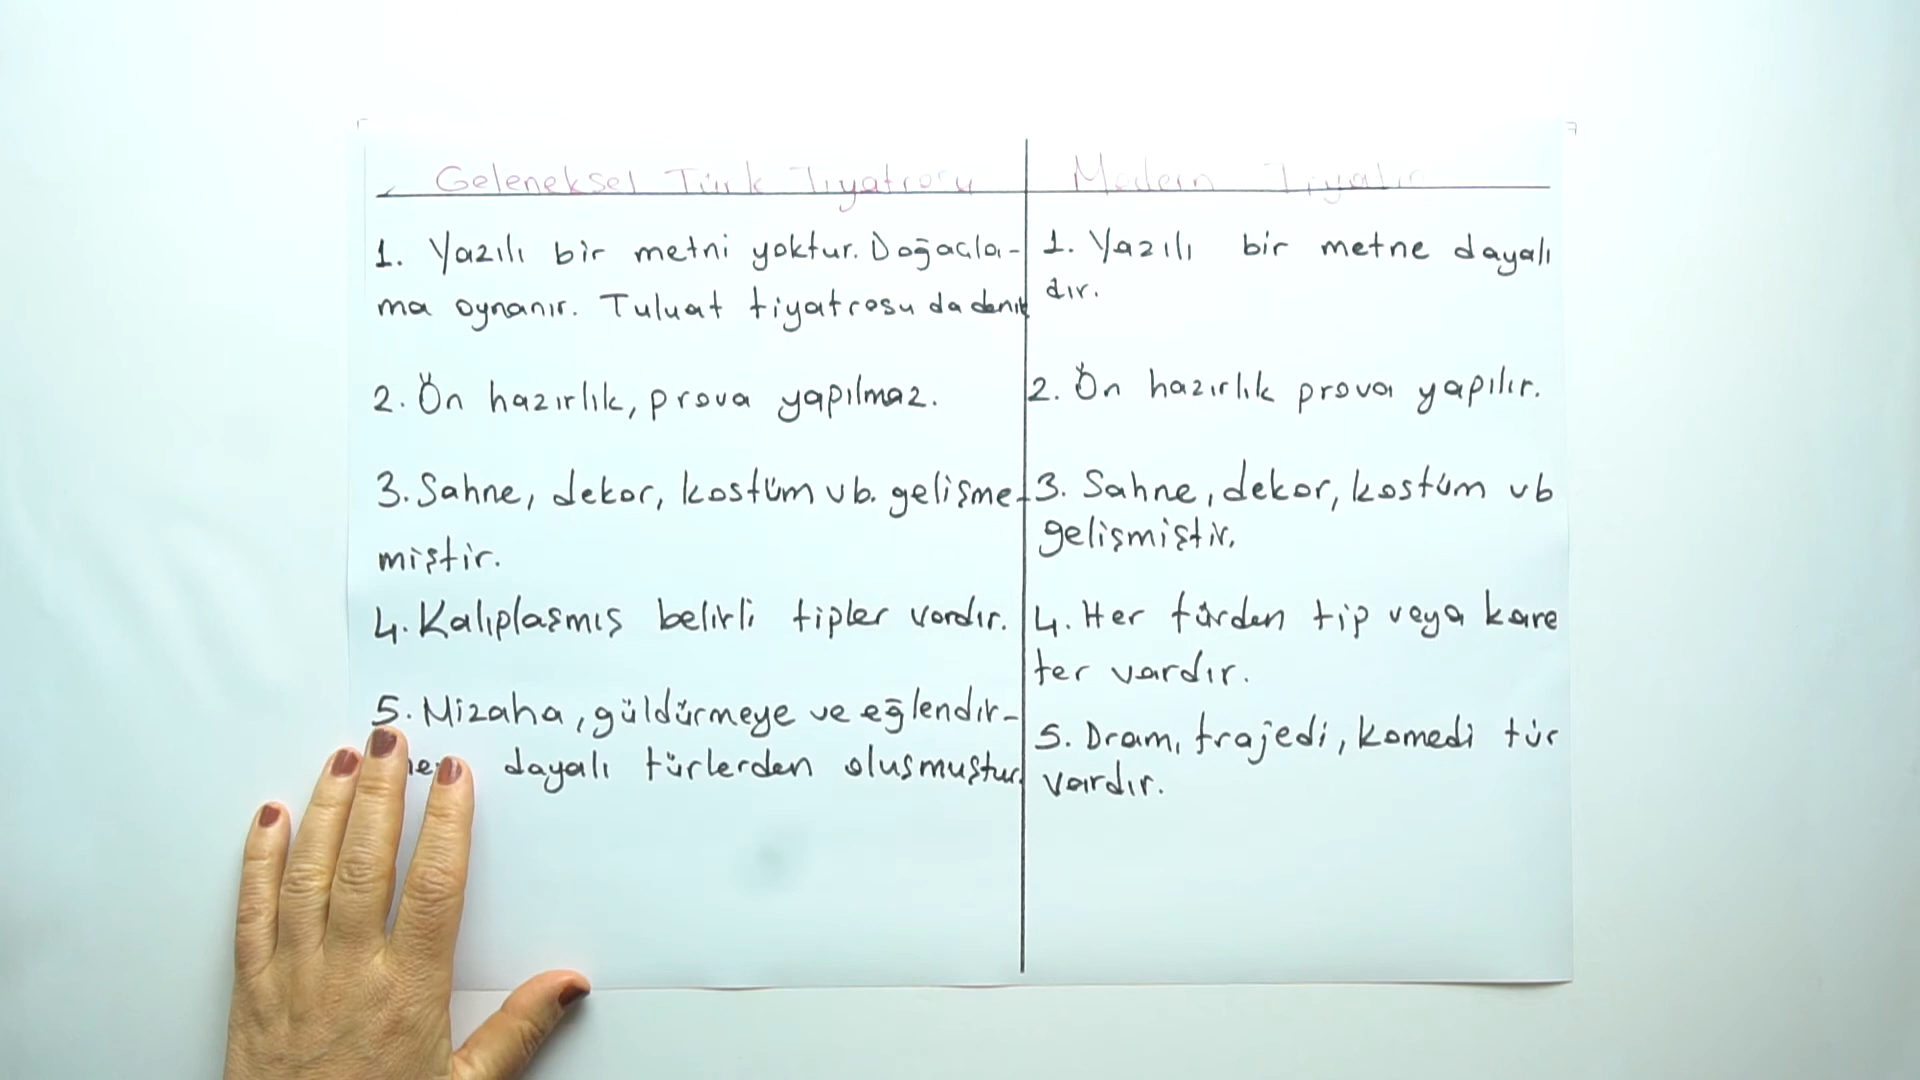 Geleneksel Türk Tiyatrosu
1. Yazılı bir metni yoktur. Doğaçla-
ma oynanır. Tuluat tiyatrosu da denir
2. Ön hazırlık, prova yapılmaz.
3. Sahne, dekor, kostüm vb. gelişme-
miştir.
4. Kalıplaşmış belirli tipler vardır.
5. Mizaha, güldürmeye ve eğlendir-
dayalı türlerden oluşmuştur.
Modern Tiyatro
1. Yazılı bir metne dayalı
dır.
2. Ön hazırlık prova yapılır.
3. Sahne, dekor, kostüm vb
gelişmiştir.
4. Her türden tip veya kare
ter vardır.
5. Dram, trajedi, komedi tür
vardır.